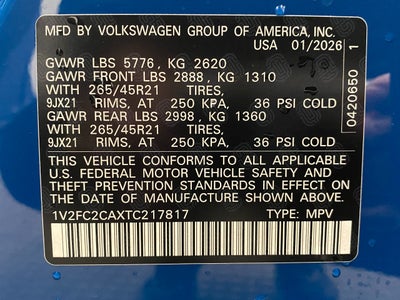 MFD BY VOLKSWAGEN GROUP OF AMERICA, INC.
USA 01/2026
GVWR LBS 5776, KG 2620
GAWR FRONT LBS 2888, KG 1310
WITH 265/45R21 TIRES,
9JX21 RIMS, AT 250 KPA, 36 PSI COLD
GAWR REAR LBS 2998, KG 1360
WITH 265/45R21 TIRES,
9JX21 RIMS, AT 250 KPA, 36 PSI COLD
THIS VEHICLE CONFORMS TO ALL APPLICABLE
U.S. FEDERAL MOTOR VEHICLE SAFETY AND
THEFT PREVENTION STANDARDS IN EFFECT ON THE
DATE OF MANUFACTURE SHOWN ABOVE.
1V2FC2CAXTC217817 TYPE: MPV
0420650 1